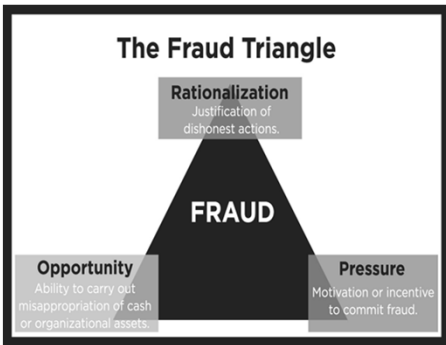 The Fraud Triangle
Rationalization
Justification of
dishonest actions.
FRAUD
Opportunity
Ability to carry out
misappropriation of cash
or organizational assets.
Pressure
Motivation or incentive
to commit fraud.